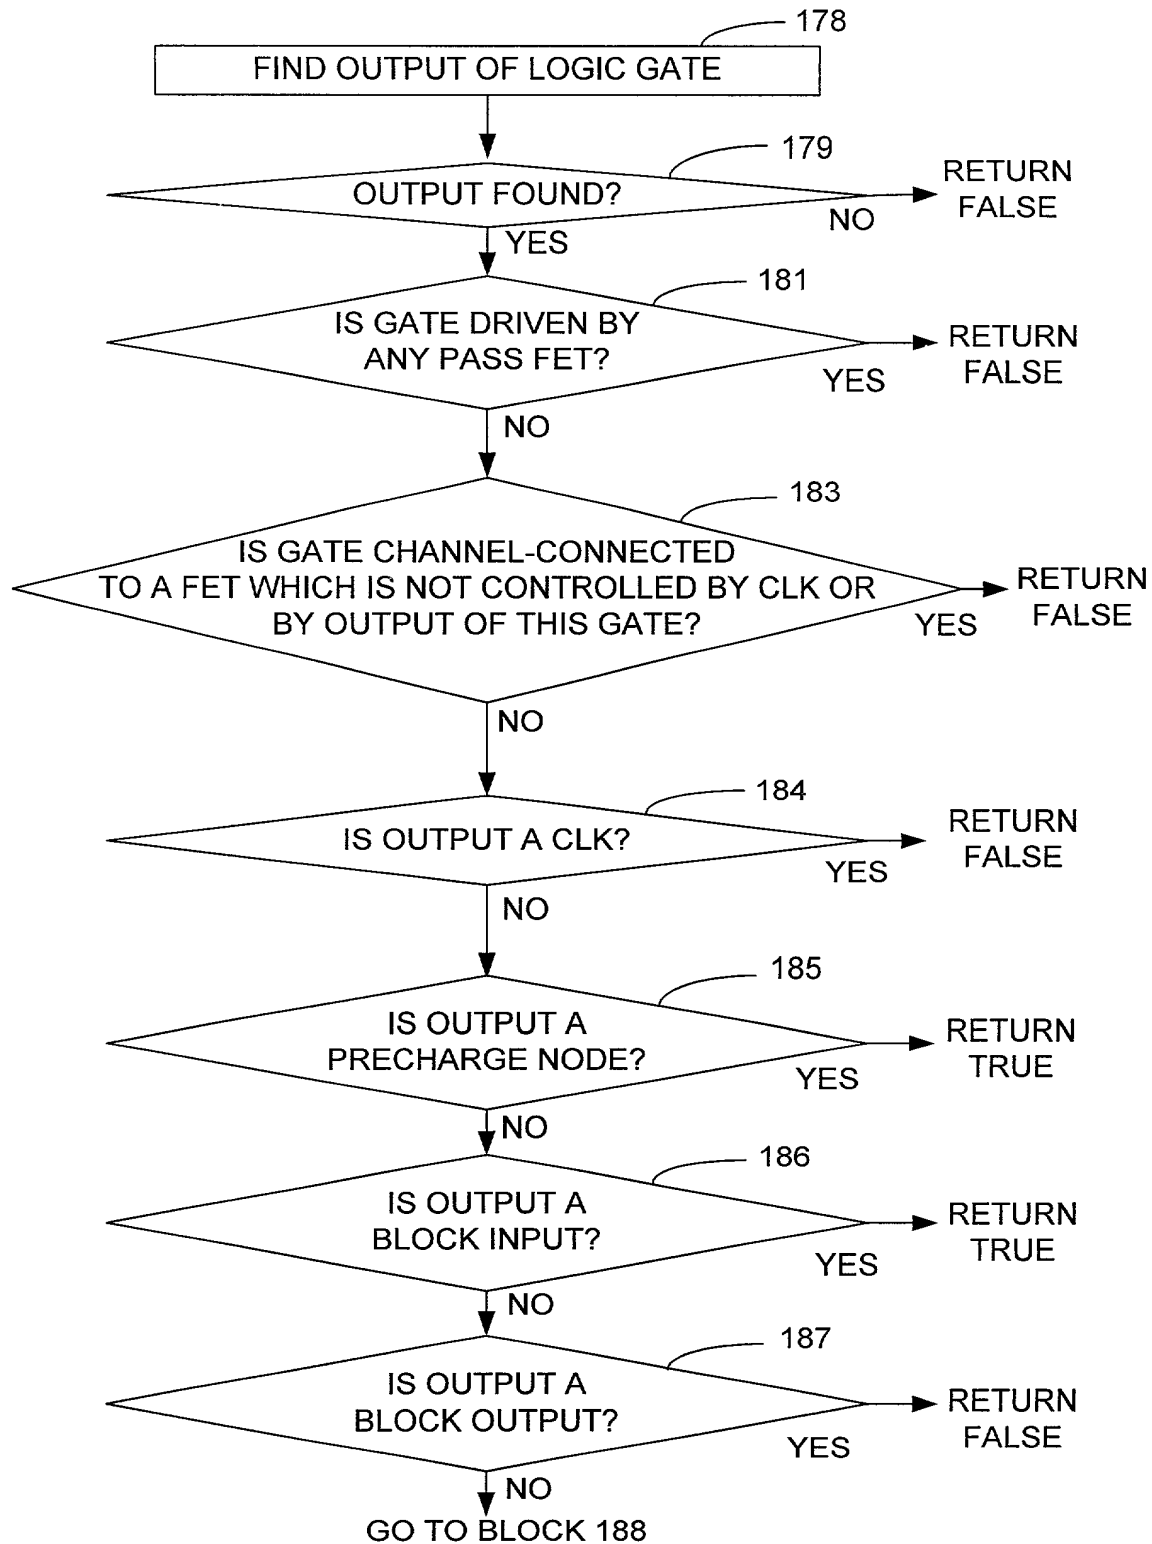 178
FIND OUTPUT OF LOGIC GATE
179
OUTPUT FOUND?
RETURN
FALSE
NO
YES
181
IS GATE DRIVEN BY
ANY PASS FET?
RETURN
FALSE
YES
NO
183
IS GATE CHANNEL-CONNECTED
TO A FET WHICH IS NOT CONTROLLED BY CLK OR
BY OUTPUT OF THIS GATE?
RETURN
FALSE
YES
NO
184
IS OUTPUT A CLK?
RETURN
FALSE
YES
NO
185
IS OUTPUT A
PRECHARGE NODE?
RETURN
TRUE
YES
NO
186
IS OUTPUT A
BLOCK INPUT?
RETURN
TRUE
YES
NO
187
IS OUTPUT A
BLOCK OUTPUT?
RETURN
FALSE
YES
NO
GO TO BLOCK 188